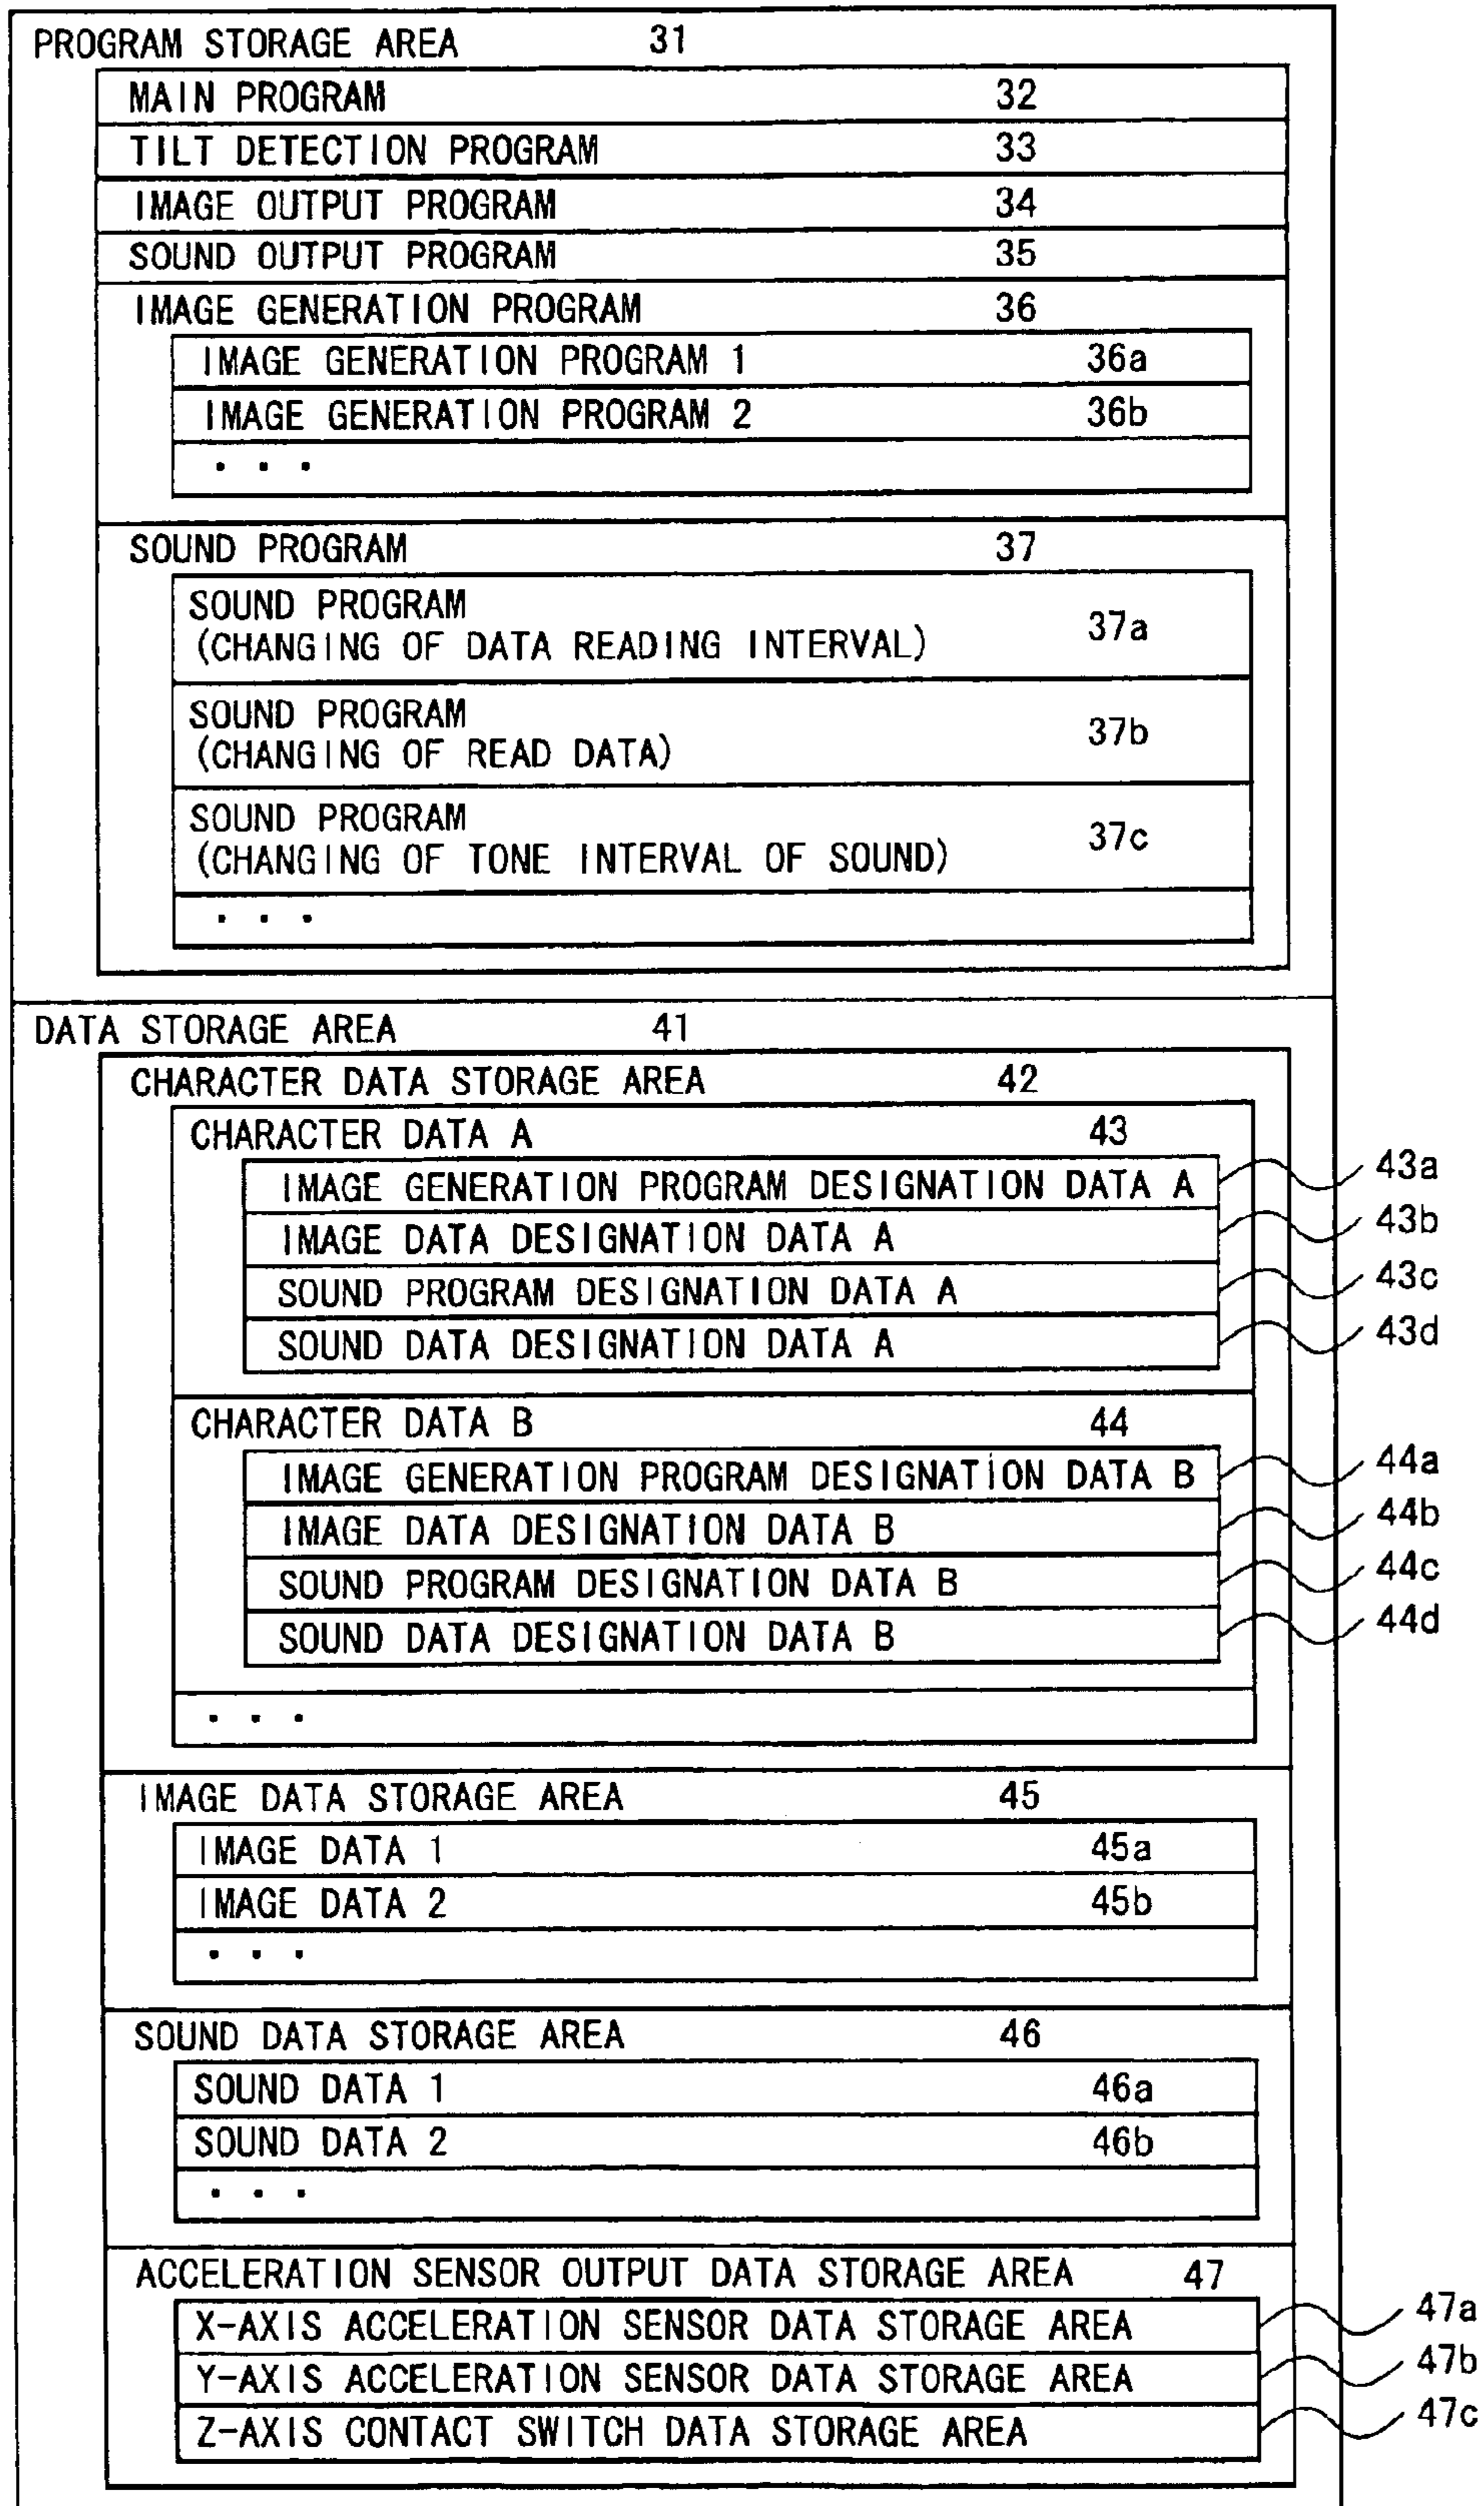 PROGRAM STORAGE AREA 31
MAIN PROGRAM 32
TILT DETECTION PROGRAM 33
IMAGE OUTPUT PROGRAM 34
SOUND OUTPUT PROGRAM 35
IMAGE GENERATION PROGRAM 36
IMAGE GENERATION PROGRAM 1 36a
IMAGE GENERATION PROGRAM 2 36b
. . .
SOUND PROGRAM 37
SOUND PROGRAM
(CHANGING OF DATA READING INTERVAL) 37a
SOUND PROGRAM
(CHANGING OF READ DATA) 37b
SOUND PROGRAM
(CHANGING OF TONE INTERVAL OF SOUND) 37c
. . .
DATA STORAGE AREA 41
CHARACTER DATA STORAGE AREA 42
CHARACTER DATA A 43
IMAGE GENERATION PROGRAM DESIGNATION DATA A 43a
IMAGE DATA DESIGNATION DATA A 43b
SOUND PROGRAM DESIGNATION DATA A 43c
SOUND DATA DESIGNATION DATA A 43d
CHARACTER DATA B 44
IMAGE GENERATION PROGRAM DESIGNATION DATA B 44a
IMAGE DATA DESIGNATION DATA B 44b
SOUND PROGRAM DESIGNATION DATA B 44c
SOUND DATA DESIGNATION DATA B 44d
. . .
IMAGE DATA STORAGE AREA 45
IMAGE DATA 1 45a
IMAGE DATA 2 45b
. . .
SOUND DATA STORAGE AREA 46
SOUND DATA 1 46a
SOUND DATA 2 46b
. . .
ACCELERATION SENSOR OUTPUT DATA STORAGE AREA 47
X-AXIS ACCELERATION SENSOR DATA STORAGE AREA 47a
Y-AXIS ACCELERATION SENSOR DATA STORAGE AREA 47b
Z-AXIS CONTACT SWITCH DATA STORAGE AREA 47c